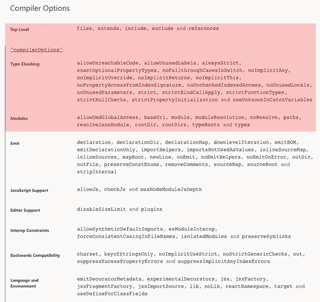 Compiler Options
Top Level
files, extends, include, exclude and references
"compilerOptions"
Type Checking
allowUnreachableCode, allowUnusedLabels, alwaysStrict,
exactOptionalPropertyTypes, noFallthroughCasesInSwitch, noImplicitAny,
noImplicitOverride, noImplicitReturns, noImplicitThis,
noPropertyAccessFromIndexSignature, noUncheckedIndexedAccess, noUnusedLocals,
noUnusedParameters, strict, strictBindCallApply, strictFunctionTypes,
strictNullChecks, strictPropertyInitialization and useUnknownInCatchVariables
Modules
allowUmdGlobalAccess, baseUrl, module, moduleResolution, noResolve, paths,
resolveJsonModule, rootDir, rootDirs, typeRoots and types
Emit
declaration, declarationDir, declarationMap, downlevelIteration, emitBOM,
emitDeclarationOnly, importHelpers, importsNotUsedAsValues, inlineSourceMap,
inlineSources, mapRoot, newLine, noEmit, noEmitHelpers, noEmitOnError, outDir,
outFile, preserveConstEnums, removeComments, sourceMap, sourceRoot and
stripInternal
JavaScript Support
allowJs, checkJs and maxNodeModuleJsDepth
Editor Support
disableSizeLimit and plugins
Interop Constraints
allowSyntheticDefaultImports, esModuleInterop,
forceConsistentCasingInFileNames, isolatedModules and preserveSymlinks
Backwards Compatibility
charset, keyofStringsOnly, noImplicitUseStrict, noStrictGenericChecks, out,
suppressExcessPropertyErrors and suppressImplicitAnyIndexErrors
Language and
Environment
emitDecoratorMetadata, experimentalDecorators, jsx, jsxFactory,
jsxFragmentFactory, jsxImportSource, lib, noLib, reactNamespace, target and
useDefineForClassFields